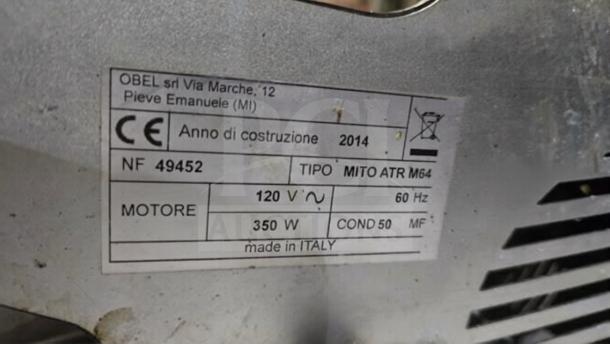 OBEL srl Via Marche, 12
Pieve Emanuele (MI)
CE Anno di costruzione 2014
NF 49452 TIPO MITO ATR M64
MOTORE 120 V ~ 60 Hz
350 W COND 50 MF
made in ITALY